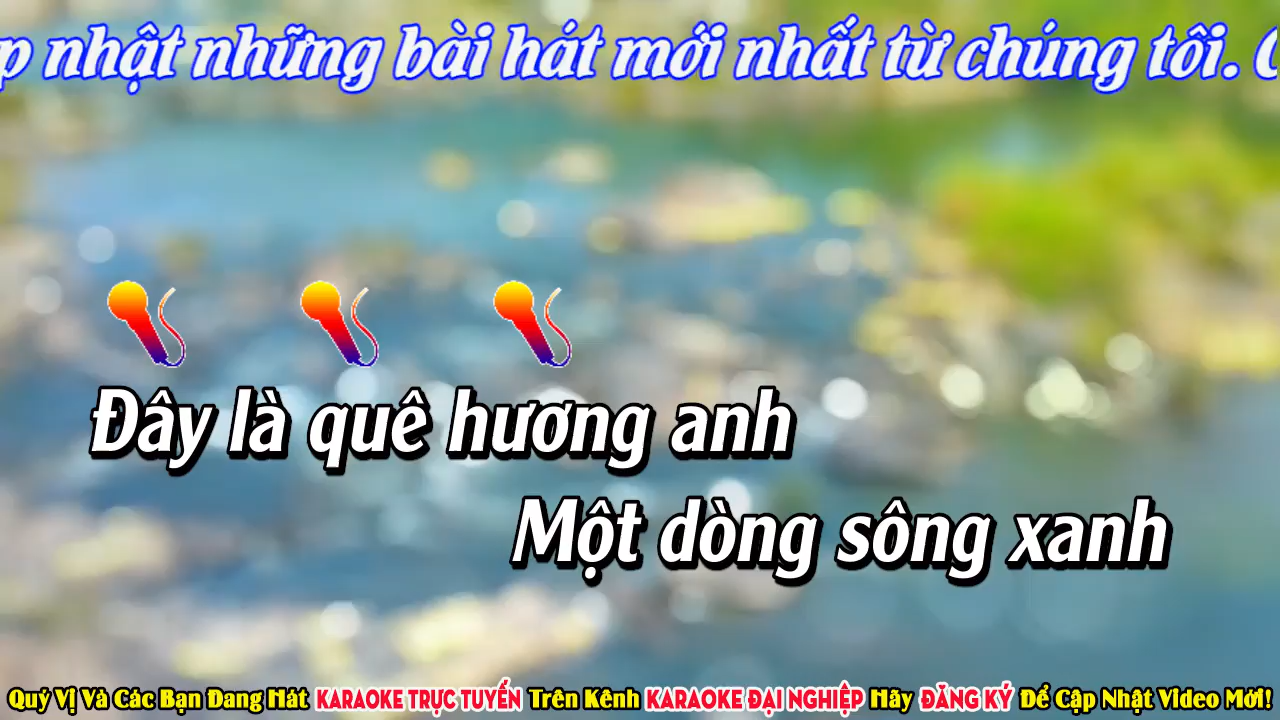 nhật những bài hát mới nhất từ chúng tôi.
Đây là quê hương anh
Một dòng sông xanh
Quý Vị Và Các Bạn Đang Hát KARAOKE TRỰC TUYẾN Trên Kênh KARAOKE ĐẠI NGHIỆP Hãy ĐĂNG KÝ Để Cập Nhật Video Mới!